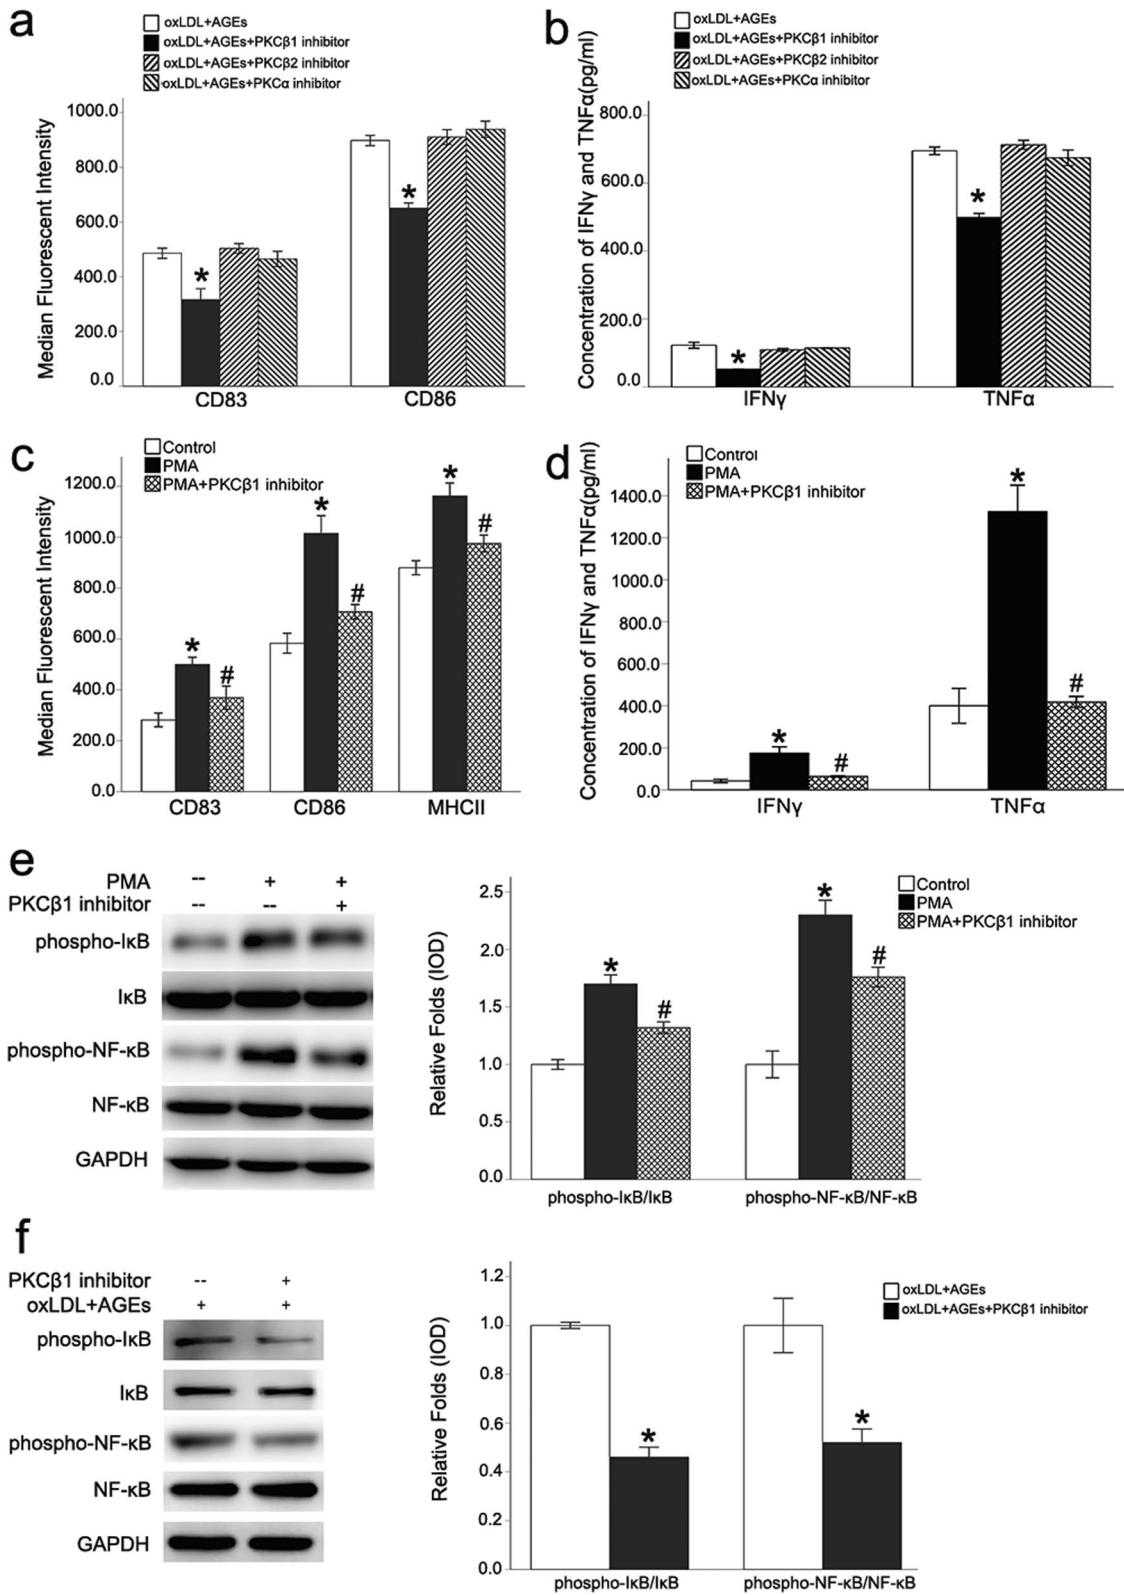 a
oxLDL+AGEs
oxLDL+AGEs+PKCβ1 inhibitor
oxLDL+AGEs+PKCβ2 inhibitor
oxLDL+AGEs+PKCα inhibitor
Median Fluorescent Intensity
1000.0
800.0
600.0
400.0
200.0
0.0
*
*
CD83
CD86
b
oxLDL+AGEs
oxLDL+AGEs+PKCβ1 inhibitor
oxLDL+AGEs+PKCβ2 inhibitor
oxLDL+AGEs+PKCα inhibitor
Concentration of IFNγ and TNFα(pg/ml)
800.0
600.0
400.0
200.0
0.0
*
*
IFNγ
TNFα
c
Control
PMA
PMA+PKCβ1 inhibitor
Median Fluorescent Intensity
1200.0
1000.0
800.0
600.0
400.0
200.0
0.0
*
#
*
#
*
#
CD83
CD86
MHCII
d
Control
PMA
PMA+PKCβ1 inhibitor
Concentration of IFNγ and TNFα(pg/ml)
1400.0
1200.0
1000.0
800.0
600.0
400.0
200.0
0.0
*
#
*
#
IFNγ
TNFα
e
PMA -- + +
PKCβ1 inhibitor -- -- +
phospho-IκB
IκB
phospho-NF-κB
NF-κB
GAPDH
Relative Folds (IOD)
2.5
2.0
1.5
1.0
0.5
0.0
*
#
*
#
Control
PMA
PMA+PKCβ1 inhibitor
phospho-IκB/IκB
phospho-NF-κB/NF-κB
f
PKCβ1 inhibitor -- +
oxLDL+AGEs + +
phospho-IκB
IκB
phospho-NF-κB
NF-κB
GAPDH
Relative Folds (IOD)
1.2
1.0
0.8
0.6
0.4
0.2
0.0
*
*
oxLDL+AGEs
oxLDL+AGEs+PKCβ1 inhibitor
phospho-IκB/IκB
phospho-NF-κB/NF-κB